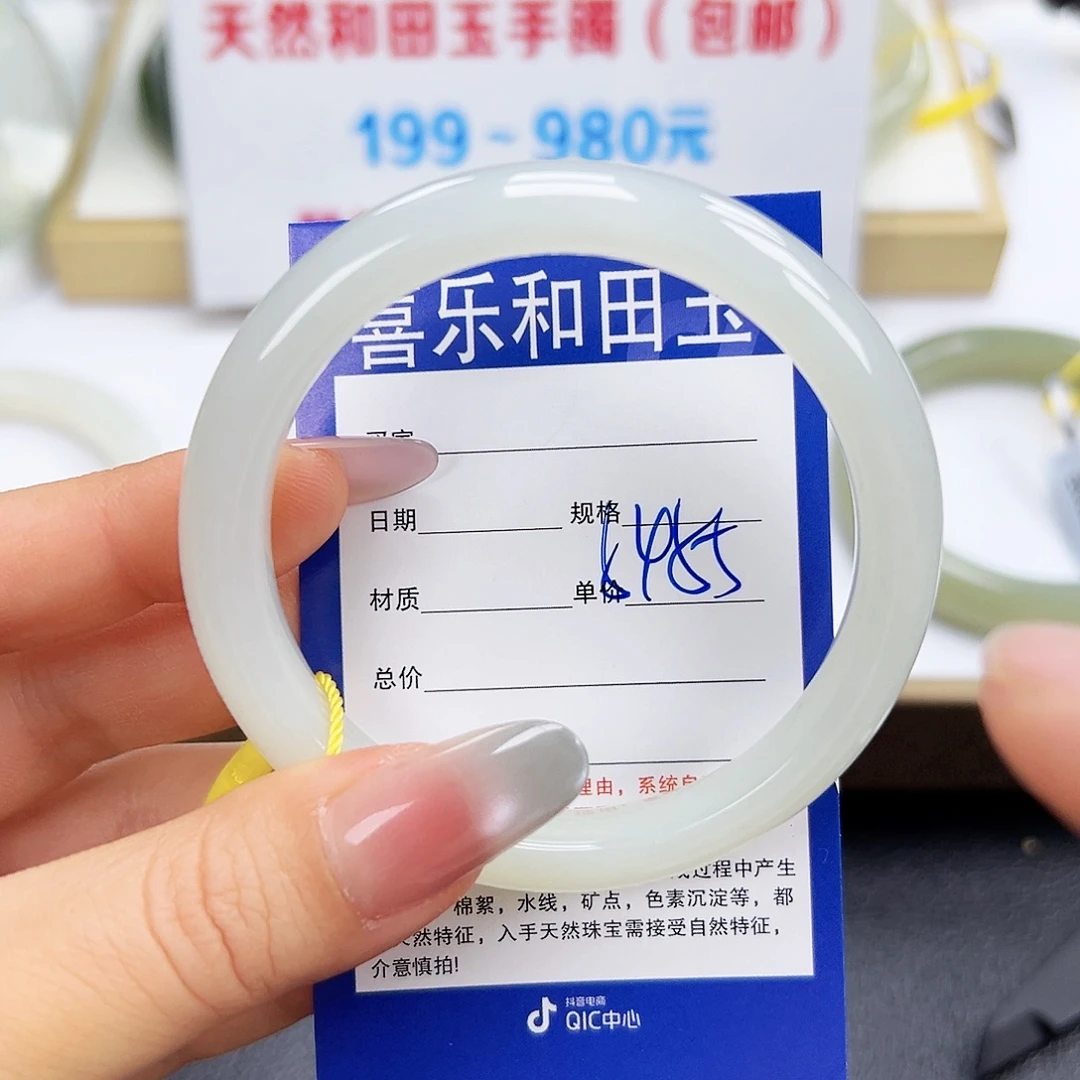 天然和田玉手镯（包邮）
199~980元
喜乐和田玉
日期 规格
材质 单价
总价
理由，系统自
过程中产生
棉絮，水线，矿点，色素沉淀等，都
天然特征，入手天然珠宝需接受自然特征，
介意慎拍!
抖音电商
QIC中心